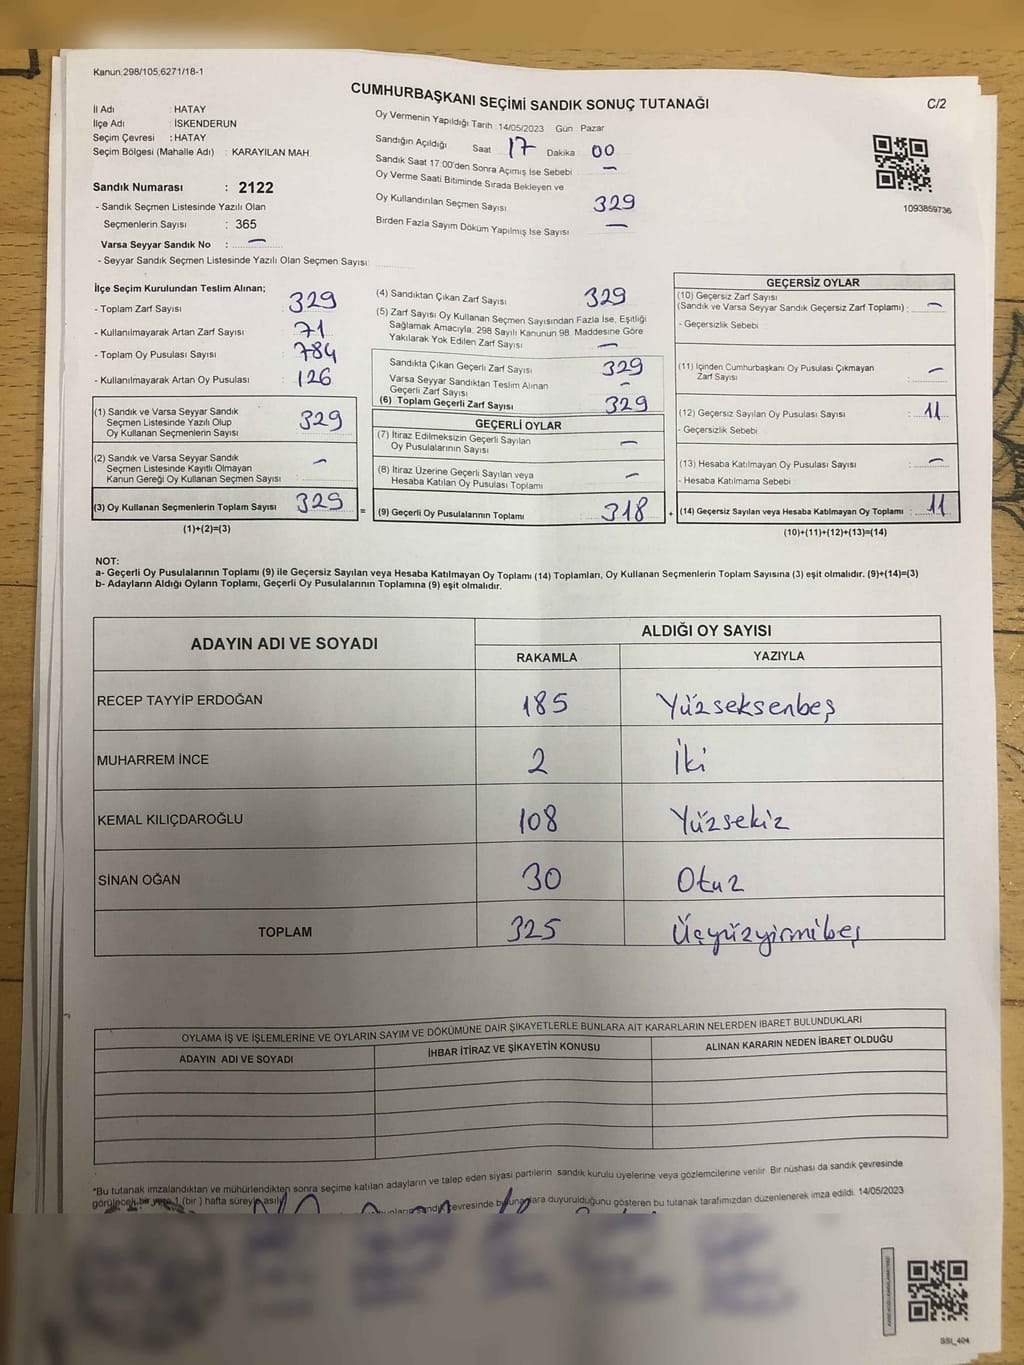 Kanun:298/105;6271/18-1
CUMHURBAŞKANI SEÇİMİ SANDIK SONUÇ TUTANAĞI
C/2
İl Adı : HATAY
İlçe Adı : İSKENDERUN
Seçim Çevresi : HATAY
Seçim Bölgesi (Mahalle Adı) : KARAYILAN MAH.
Sandık Numarası : 2122
- Sandık Seçmen Listesinde Yazılı Olan
Seçmenlerin Sayısı : 365
Varsa Seyyar Sandık No : —
- Seyyar Sandık Seçmen Listesinde Yazılı Olan Seçmen Sayısı:
Oy Vermenin Yapıldığı Tarih : 14/05/2023 Gün : Pazar
Sandığın Açıldığı Saat 17 Dakika 00
Sandık Saat 17:00'den Sonra Açımış İse Sebebi —
Oy Verme Saati Bitiminde Sırada Bekleyen ve
Oy Kullandırılan Seçmen Sayısı 329
Birden Fazla Sayım Döküm Yapılmış İse Sayısı —
1093859736
İlçe Seçim Kurulundan Teslim Alınan;
- Toplam Zarf Sayısı : 329
- Kullanılmayarak Artan Zarf Sayısı : 71
- Toplam Oy Pusulası Sayısı : 784
- Kullanılmayarak Artan Oy Pusulası : 126
(1) Sandık ve Varsa Seyyar Sandık
Seçmen Listesinde Yazılı Olup
Oy Kullanan Seçmenlerin Sayısı : 329
(2) Sandık ve Varsa Seyyar Sandık
Seçmen Listesinde Kayıtlı Olmayan
Kanun Gereği Oy Kullanan Seçmen Sayısı : —
(3) Oy Kullanan Seçmenlerin Toplam Sayısı 329 =
(1)+(2)=(3)
(4) Sandıktan Çıkan Zarf Sayısı 329
(5) Zarf Sayısı Oy Kullanan Seçmen Sayısından Fazla İse, Eşitliği
Sağlamak Amacıyla; 298 Sayılı Kanunun 98. Maddesine Göre
Yakılarak Yok Edilen Zarf Sayısı —
Sandıkta Çıkan Geçerli Zarf Sayısı 329
Varsa Seyyar Sandıktan Teslim Alınan
Geçerli Zarf Sayısı —
(6) Toplam Geçerli Zarf Sayısı 329
GEÇERLİ OYLAR
(7) İtiraz Edilmeksizin Geçerli Sayılan
Oy Pusulalarının Sayısı —
(8) İtiraz Üzerine Geçerli Sayılan veya
Hesaba Katılan Oy Pusulası Toplamı —
(9) Geçerli Oy Pusulalarının Toplamı 318 +
GEÇERSİZ OYLAR
(10) Geçersiz Zarf Sayısı
(Sandık ve Varsa Seyyar Sandık Geçersiz Zarf Toplamı) : —
- Geçersizlik Sebebi
(11) İçinden Cumhurbaşkanı Oy Pusulası Çıkmayan
Zarf Sayısı : —
(12) Geçersiz Sayılan Oy Pusulası Sayısı : 11
- Geçersizlik Sebebi
(13) Hesaba Katılmayan Oy Pusulası Sayısı : —
- Hesaba Katılmama Sebebi
(14) Geçersiz Sayılan veya Hesaba Katılmayan Oy Toplamı : 11
(10)+(11)+(12)+(13)=(14)
NOT:
a- Geçerli Oy Pusulalarının Toplamı (9) ile Geçersiz Sayılan veya Hesaba Katılmayan Oy Toplamı (14) Toplamları, Oy Kullanan Seçmenlerin Toplam Sayısına (3) eşit olmalıdır. (9)+(14)=(3)
b- Adayların Aldığı Oyların Toplamı, Geçerli Oy Pusulalarının Toplamına (9) eşit olmalıdır.
ADAYIN ADI VE SOYADI ALDIĞI OY SAYISI
RAKAMLA YAZIYLA
RECEP TAYYİP ERDOĞAN 185 Yüzseksenbeş
MUHARREM İNCE 2 İki
KEMAL KILIÇDAROĞLU 108 Yüzsekiz
SİNAN OĞAN 30 Otuz
TOPLAM 325 Üçyüzyirmibeş
OYLAMA İŞ VE İŞLEMLERİNE VE OYLARIN SAYIM VE DÖKÜMÜNE DAİR ŞİKAYETLERLE BUNLARA AİT KARARLARIN NELERDEN İBARET BULUNDUKLARI
ADAYIN ADI VE SOYADI İHBAR İTİRAZ VE ŞİKAYETİN KONUSU ALINAN KARARIN NEDEN İBARET OLDUĞU
*Bu tutanak imzalandıktan ve mühürlendikten sonra seçime katılan adayların ve talep eden siyasi partilerin sandık kurulu üyelerine veya gözlemcilerine verilir. Bir nüshası da sandık çevresinde
görülecek bir yere 1 (bir ) hafta süreyle asılır. çevresinde duyurulduğunu gösteren bu tutanak tarafımızdan düzenlenerek imza edildi. 14/05/2023
SSI_404